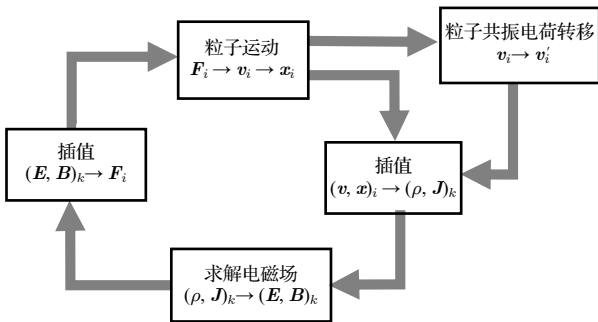 粒子运动
F_i → v_i → x_i
粒子共振电荷转移
v_i → v_i′
插值
(E, B)_k → F_i
插值
(v, x)_i → (ρ, J)_k
求解电磁场
(ρ, J)_k → (E, B)_k